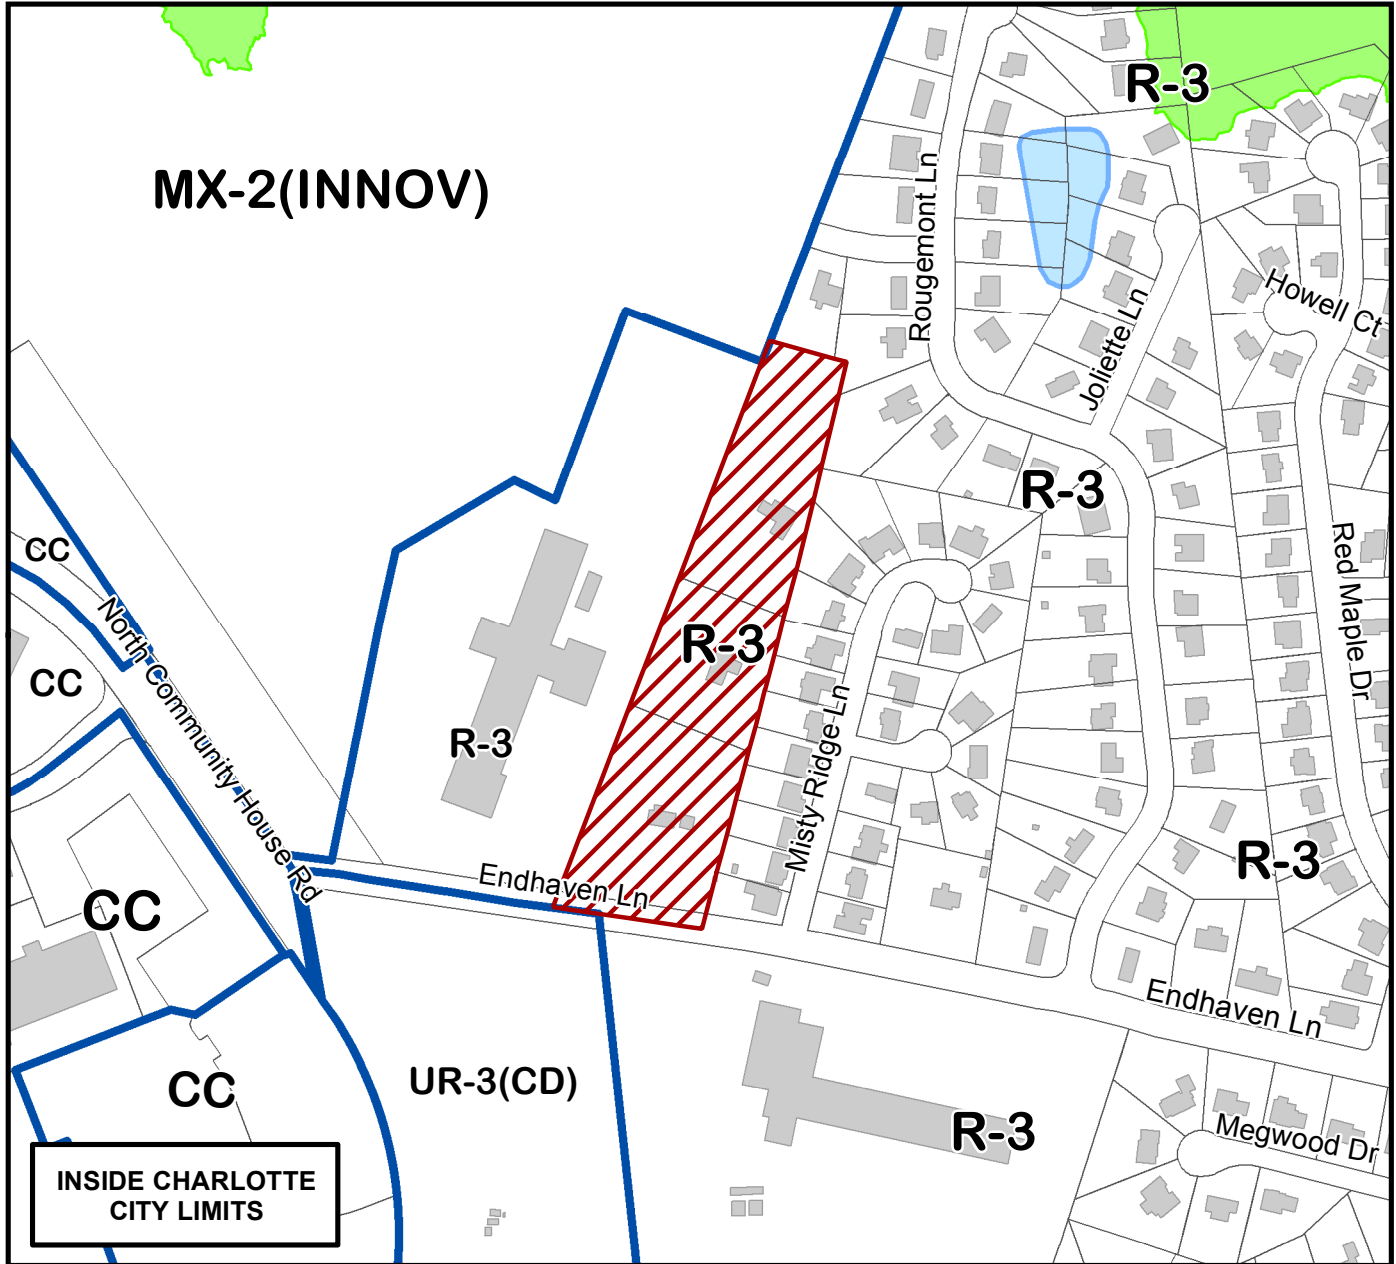 R-3
MX-2(INNOV)
Rougemont Ln
Howell Ct
Joliette Ln
R-3
CC
Red Maple Dr
North Community House Rd
R-3
CC
Misty Ridge Ln
R-3
R-3
Endhaven Ln
CC
Endhaven Ln
UR-3(CD)
CC
R-3
Megwood Dr
INSIDE CHARLOTTE
CITY LIMITS